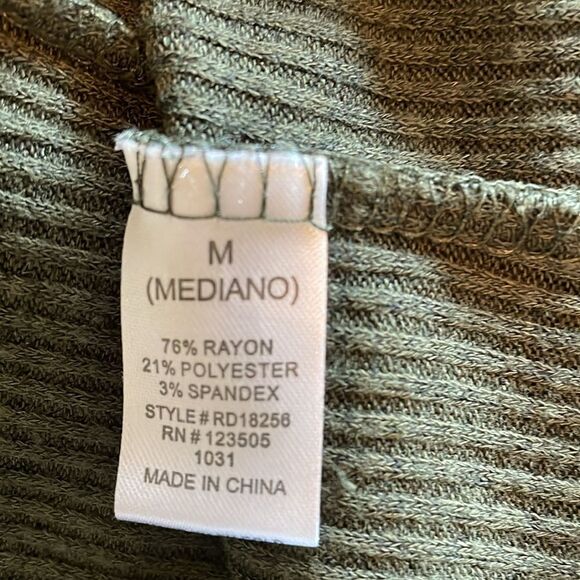 M
(MEDIANO)
76% RAYON
21% POLYESTER
3% SPANDEX
STYLE # RD18256
RN # 123505
1031
MADE IN CHINA